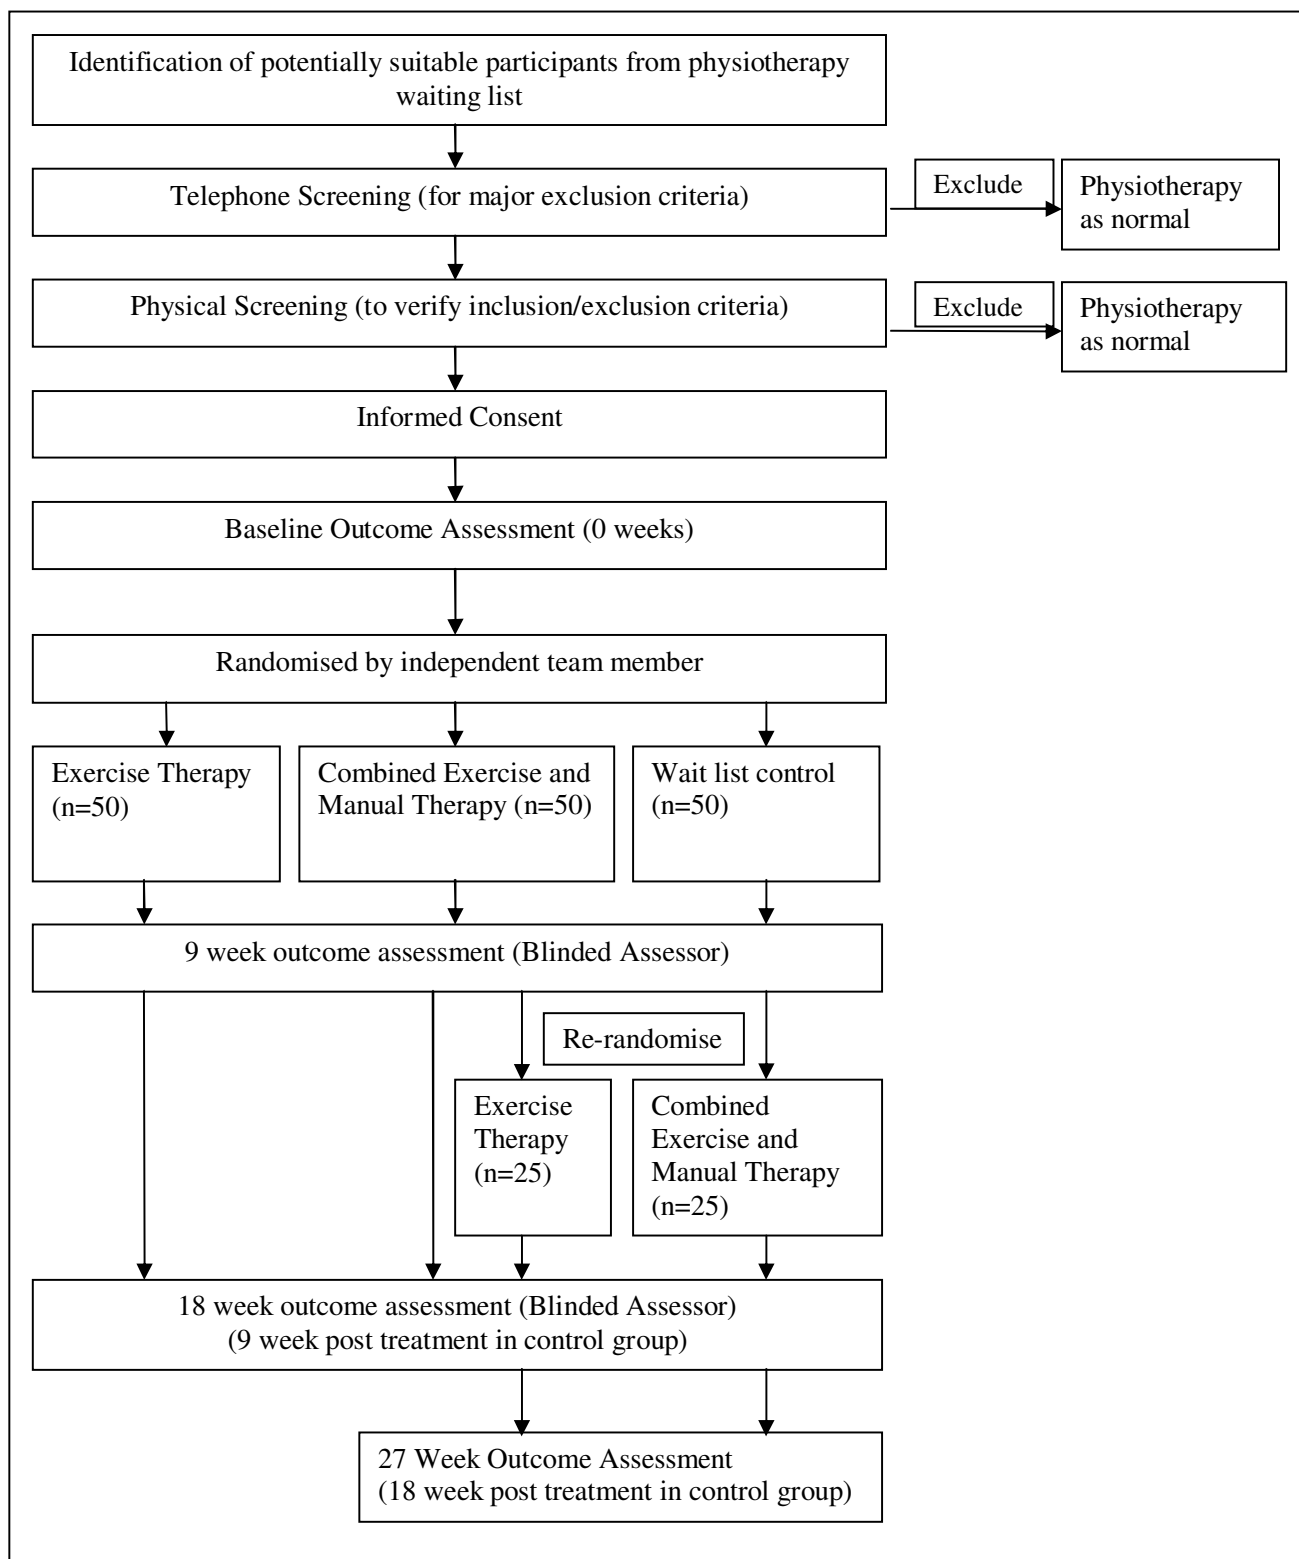 Identification of potentially suitable participants from physiotherapy
waiting list
Telephone Screening (for major exclusion criteria)
Exclude
Physiotherapy
as normal
Physical Screening (to verify inclusion/exclusion criteria)
Exclude
Physiotherapy
as normal
Informed Consent
Baseline Outcome Assessment (0 weeks)
Randomised by independent team member
Exercise Therapy
(n=50)
Combined Exercise and
Manual Therapy (n=50)
Wait list control
(n=50)
9 week outcome assessment (Blinded Assessor)
Re-randomise
Exercise
Therapy
(n=25)
Combined
Exercise and
Manual Therapy
(n=25)
18 week outcome assessment (Blinded Assessor)
(9 week post treatment in control group)
27 Week Outcome Assessment
(18 week post treatment in control group)